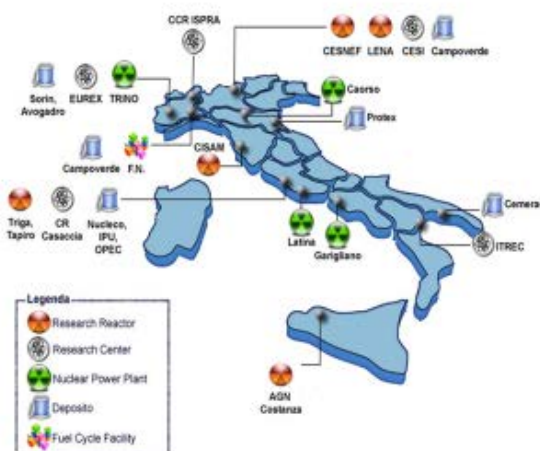 CCR ISPRA
CESNEF LENA CESI Campoverde
Sorin,
Avogadro
EUREX TRINO
Caorso
Protex
Campoverde F.N.
CISAM
Triga,
Tapiro
CR
Casaccia
Nucleco,
IPU,
OPEC
Latina
Garigliano
Cemerad
ITREC
AGN
Costanza
Legenda
Research Reactor
Research Center
Nuclear Power Plant
Deposito
Fuel Cycle Facility